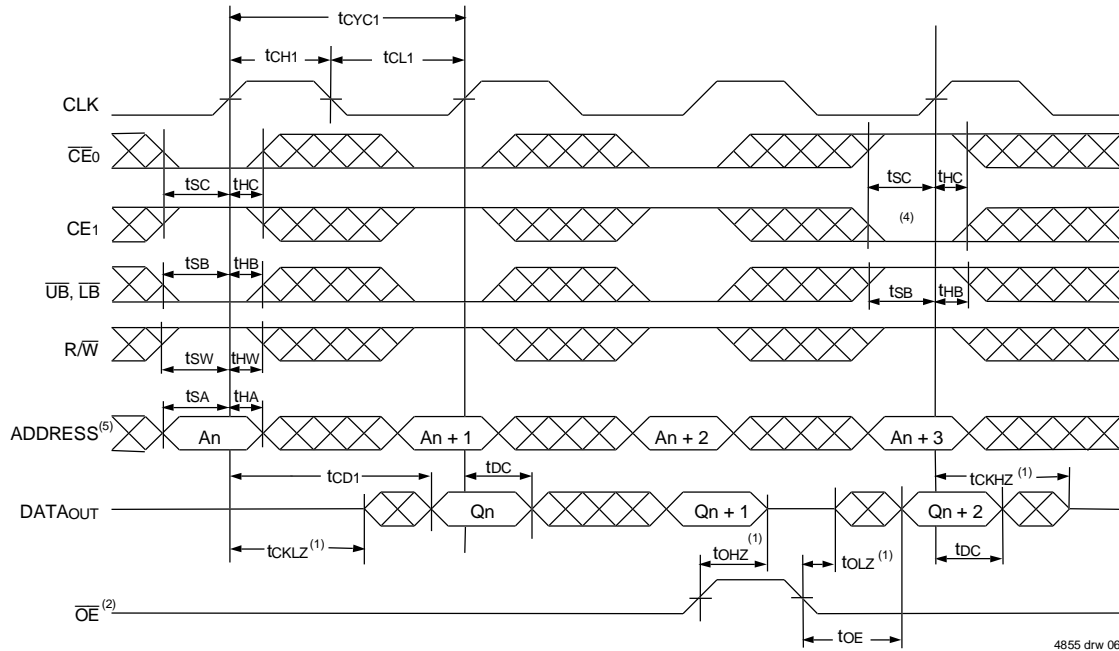 tCYC1
tCH1 tCL1
CLK
CE0
tSC tHC tSC tHC
CE1 (4)
tSB tHB
UB, LB tSB tHB
R/W
tSW tHW
tSA tHA
ADDRESS(5) An An + 1 An + 2 An + 3
tCD1 tDC tCKHZ (1)
DATAOUT Qn Qn + 1 Qn + 2
tCKLZ (1) tOHZ (1) tOLZ (1) tDC
OE (2)
tOE
4855 drw 06